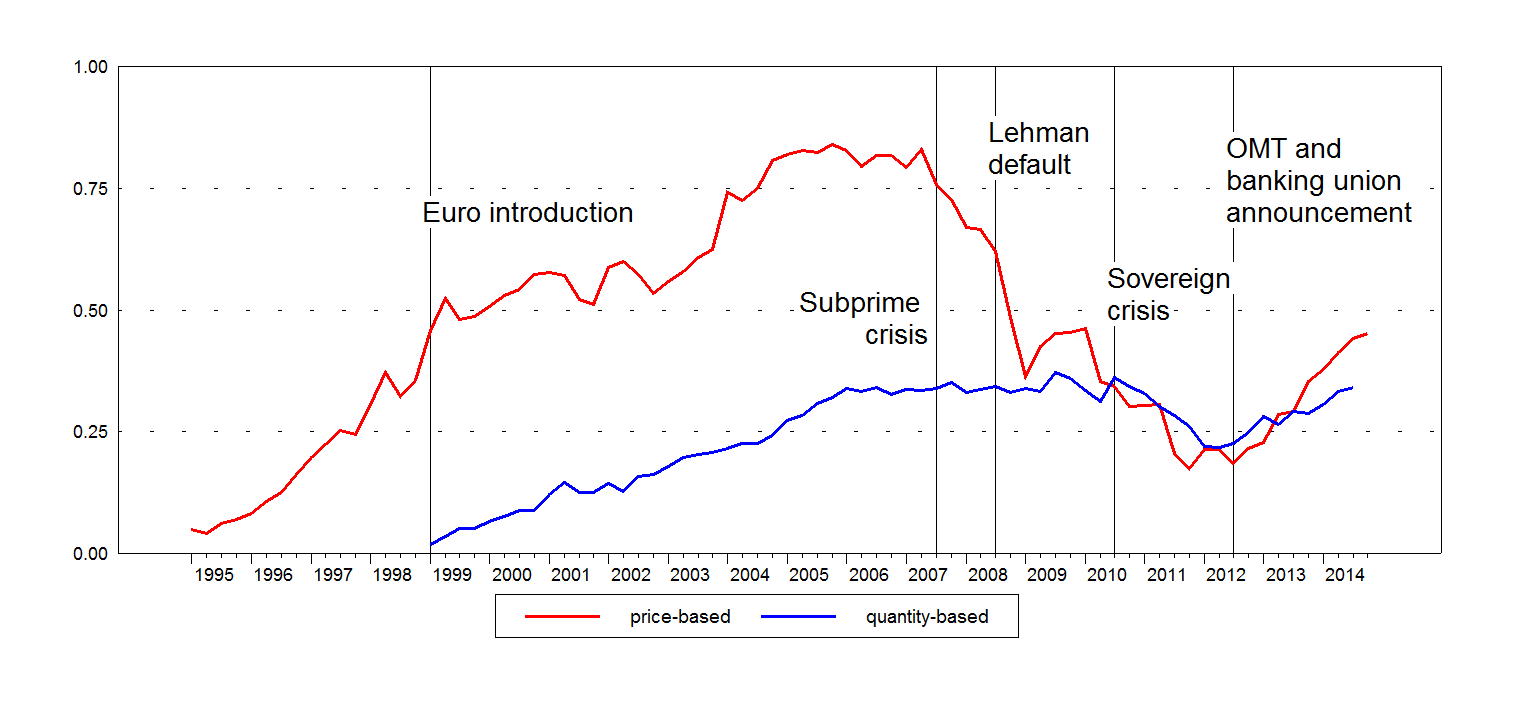 1.00
0.75
0.50
0.25
0.00
Euro introduction
Subprime
crisis
Lehman
default
Sovereign
crisis
OMT and
banking union
announcement
1995 1996 1997 1998 1999 2000 2001 2002 2003 2004 2005 2006 2007 2008 2009 2010 2011 2012 2013 2014
price-based quantity-based